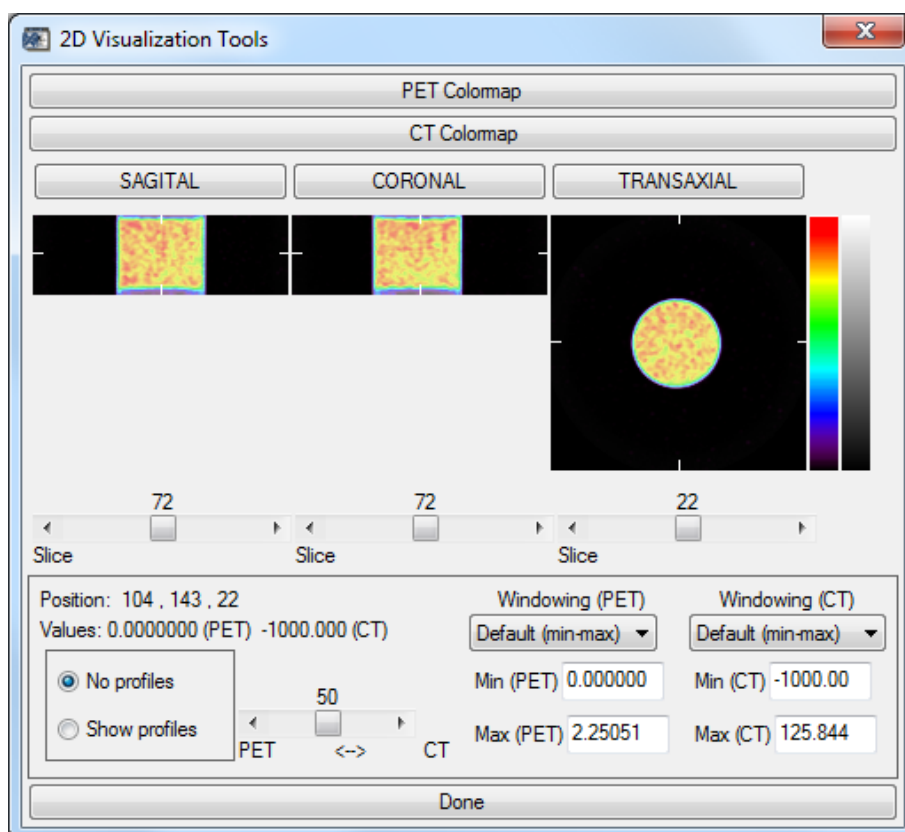 2D Visualization Tools
PET Colormap
CT Colormap
SAGITAL CORONAL TRANSAXIAL
72 72 22
Slice Slice Slice
Position: 104 , 143 , 22
Values: 0.0000000 (PET) -1000.000 (CT)
Windowing (PET) Windowing (CT)
Default (min-max) Default (min-max)
No profiles
Show profiles
50
PET <--> CT
Min (PET) 0.000000 Min (CT) -1000.00
Max (PET) 2.25051 Max (CT) 125.844
Done